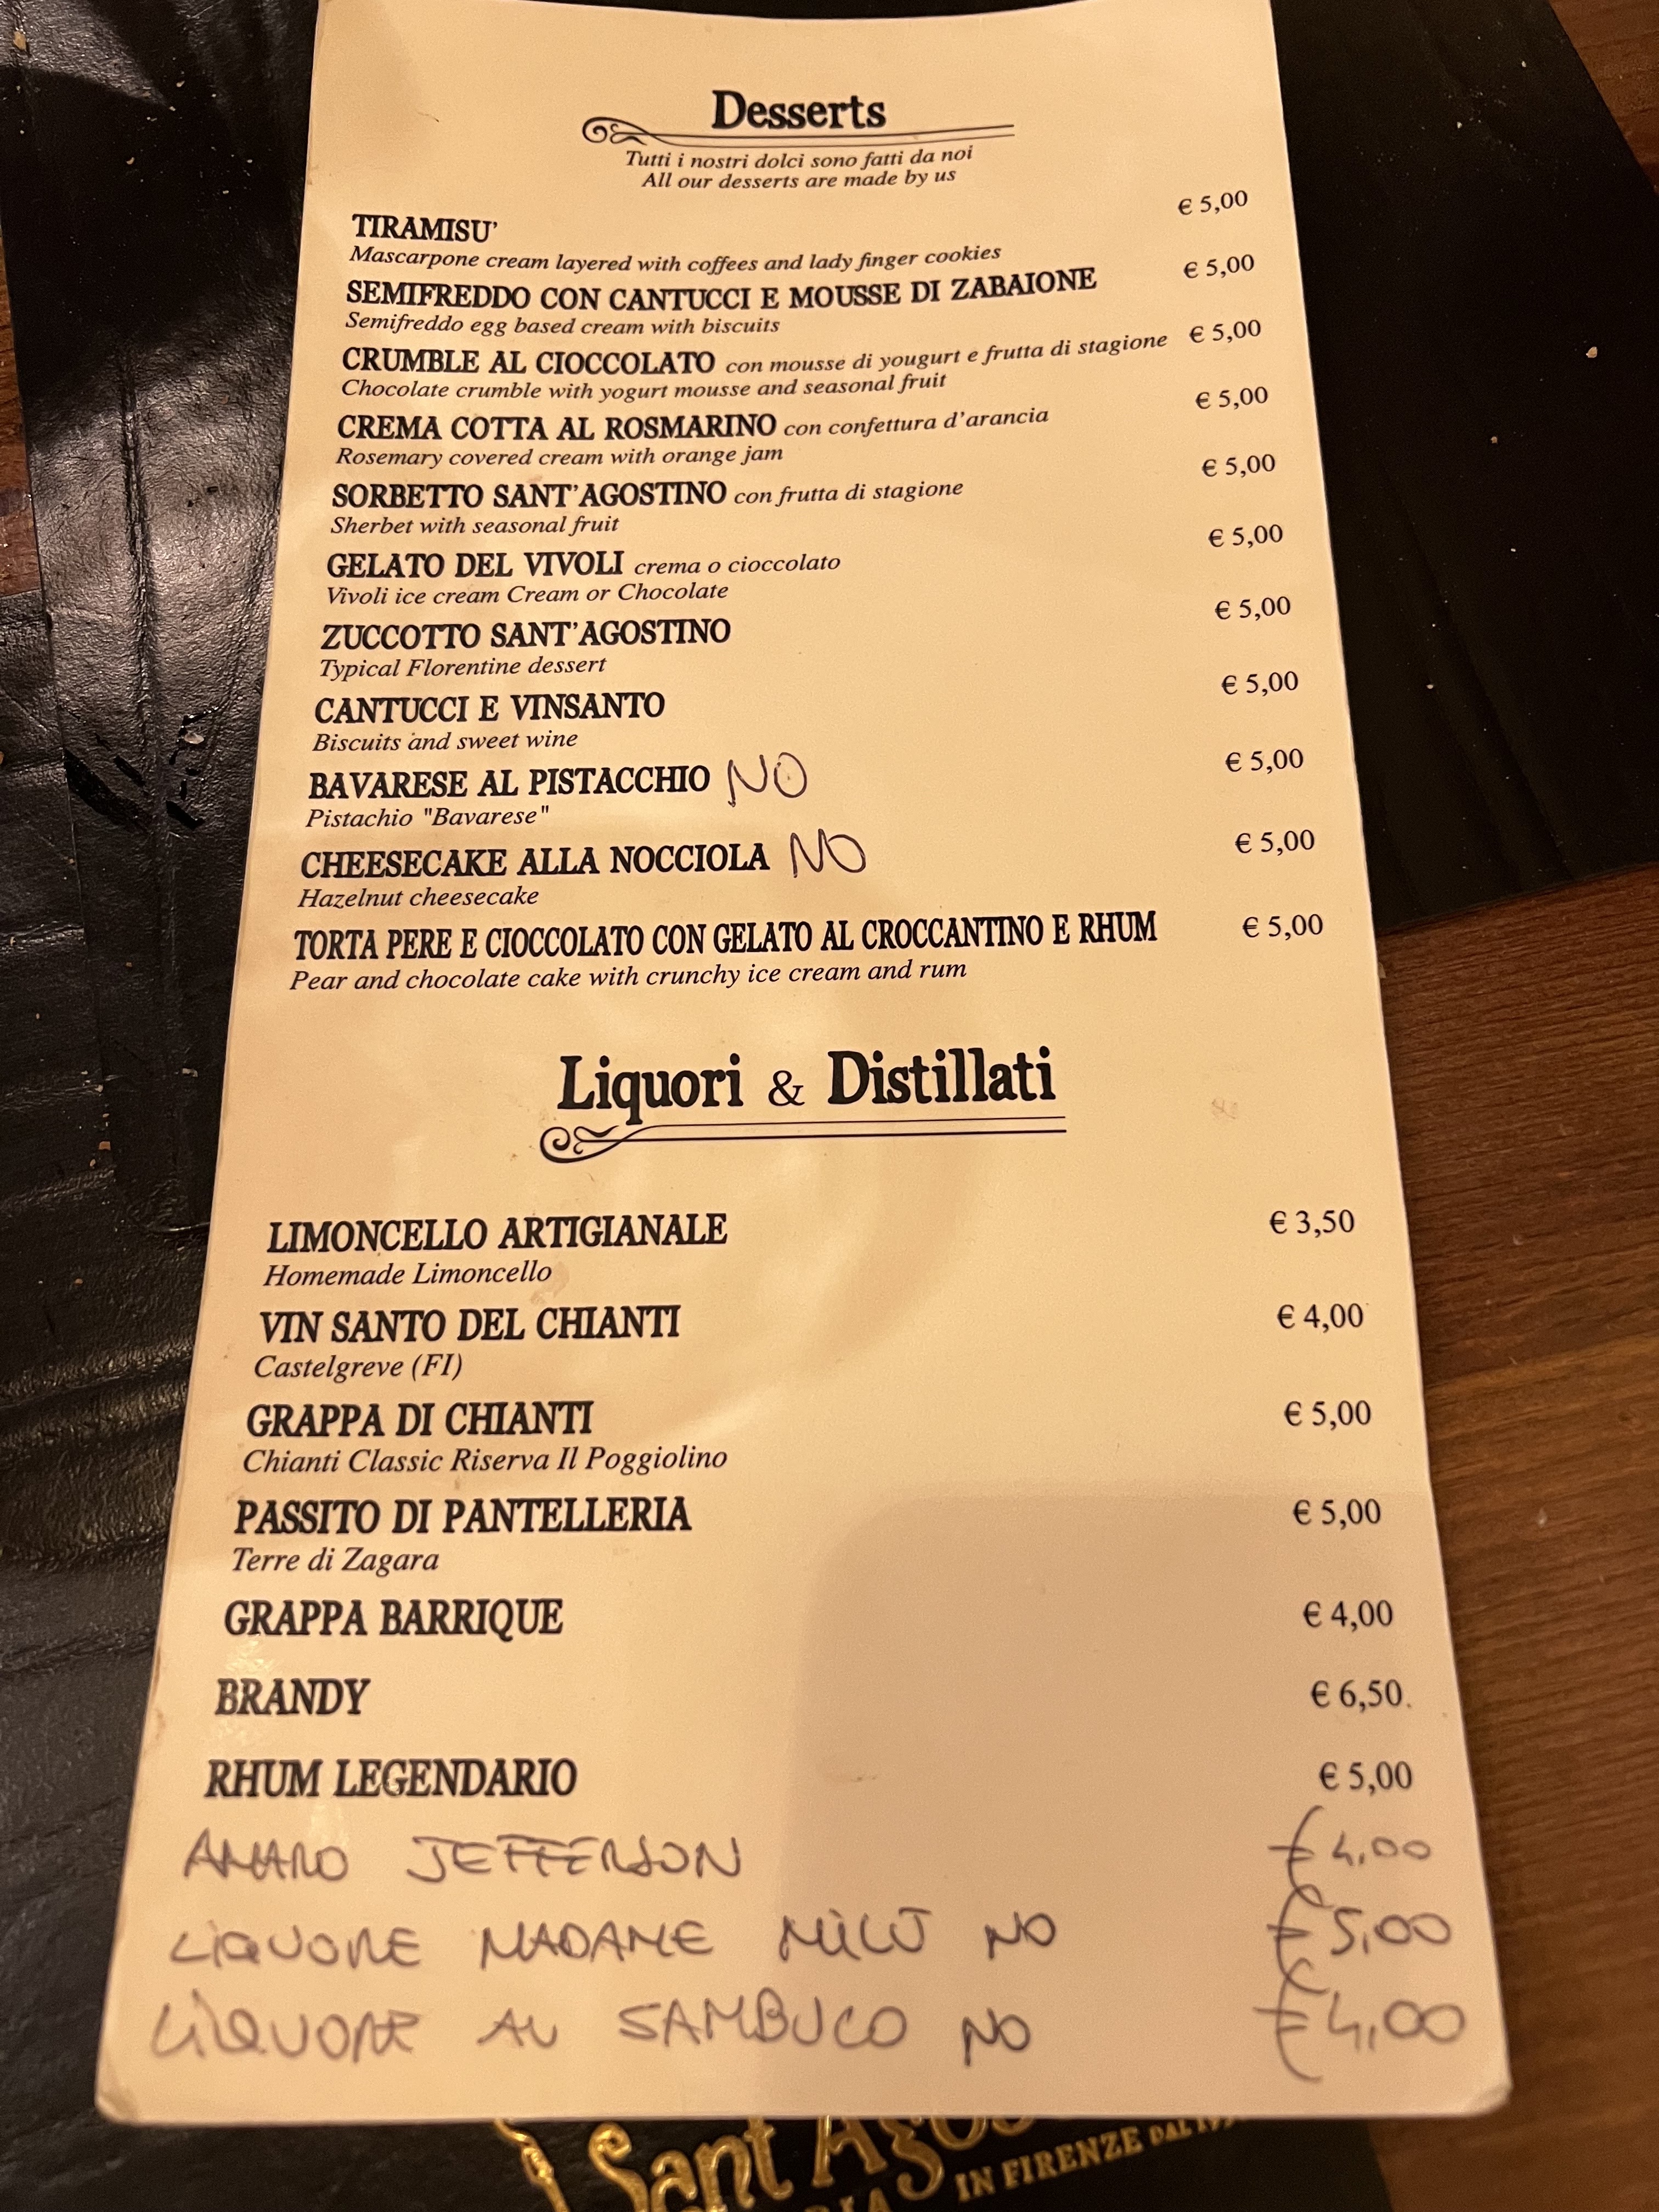 Desserts
Tutti i nostri dolci sono fatti da noi
All our desserts are made by us
TIRAMISU' € 5,00
Mascarpone cream layered with coffees and lady finger cookies
SEMIFREDDO CON CANTUCCI E MOUSSE DI ZABAIONE € 5,00
Semifreddo egg based cream with biscuits
CRUMBLE AL CIOCCOLATO con mousse di yougurt e frutta di stagione € 5,00
Chocolate crumble with yogurt mousse and seasonal fruit
CREMA COTTA AL ROSMARINO con confettura d'arancia € 5,00
Rosemary covered cream with orange jam
SORBETTO SANT'AGOSTINO con frutta di stagione € 5,00
Sherbet with seasonal fruit
GELATO DEL VIVOLI crema o cioccolato € 5,00
Vivoli ice cream Cream or Chocolate
ZUCCOTTO SANT'AGOSTINO € 5,00
Typical Florentine dessert
CANTUCCI E VINSANTO € 5,00
Biscuits and sweet wine
BAVARESE AL PISTACCHIO NO € 5,00
Pistachio "Bavarese"
CHEESECAKE ALLA NOCCIOLA NO € 5,00
Hazelnut cheesecake
TORTA PERE E CIOCCOLATO CON GELATO AL CROCCANTINO E RHUM € 5,00
Pear and chocolate cake with crunchy ice cream and rum
Liquori & Distillati
LIMONCELLO ARTIGIANALE € 3,50
Homemade Limoncello
VIN SANTO DEL CHIANTI € 4,00
Castelgreve (FI)
GRAPPA DI CHIANTI € 5,00
Chianti Classic Riserva Il Poggiolino
PASSITO DI PANTELLERIA € 5,00
Terre di Zagara
GRAPPA BARRIQUE € 4,00
BRANDY € 6,50
RHUM LEGENDARIO € 5,00
AMARO JEFFERSON € 4,00
LIQUORE MADAME MILÙ NO € 5,00
LIQUORE AL SAMBUCO NO € 4,00
Sant'Agos
IN FIRENZE DAL